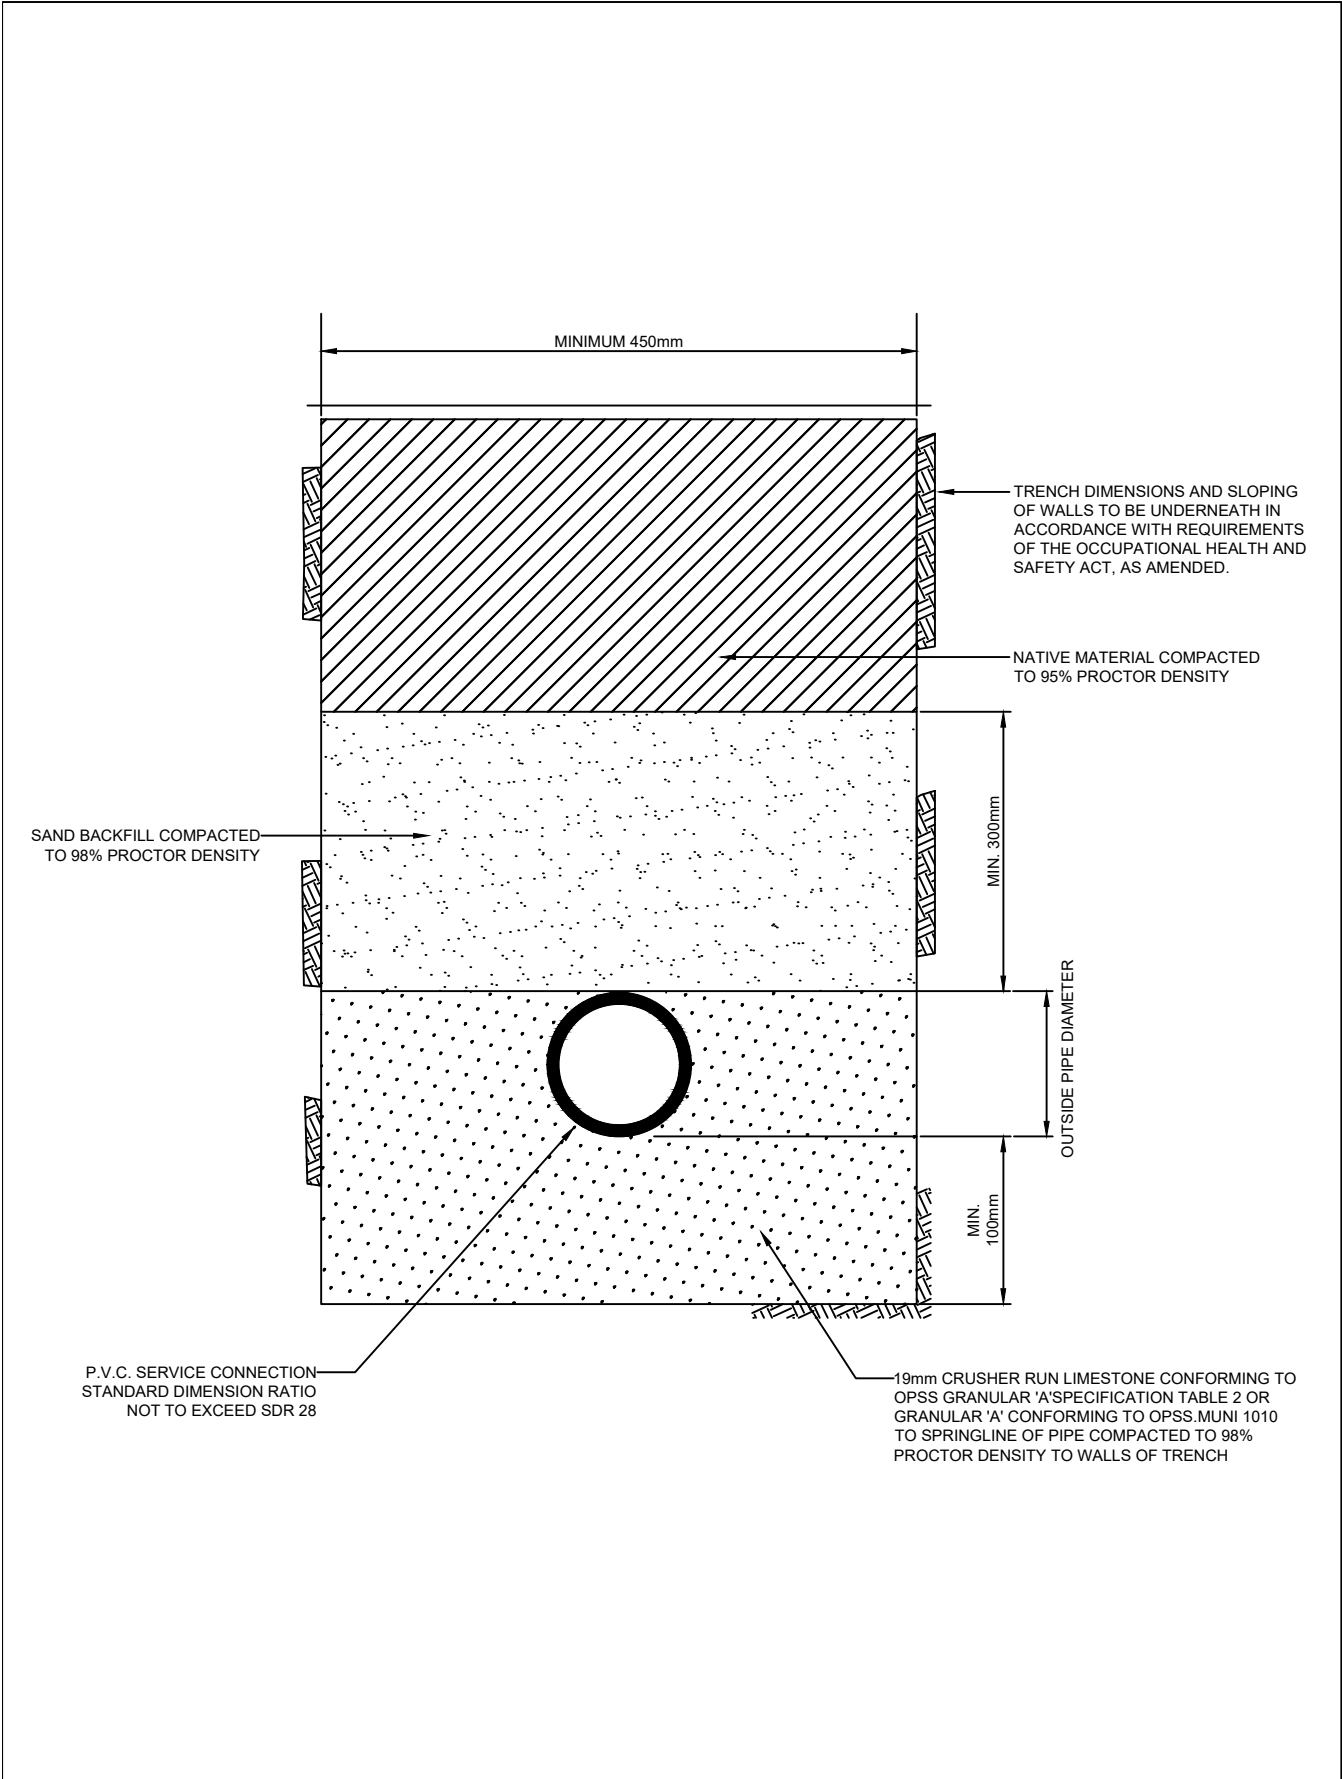 MINIMUM 450mm
TRENCH DIMENSIONS AND SLOPING
OF WALLS TO BE UNDERNEATH IN
ACCORDANCE WITH REQUIREMENTS
OF THE OCCUPATIONAL HEALTH AND
SAFETY ACT, AS AMENDED.
NATIVE MATERIAL COMPACTED
TO 95% PROCTOR DENSITY
SAND BACKFILL COMPACTED
TO 98% PROCTOR DENSITY
MIN. 300mm
OUTSIDE PIPE DIAMETER
MIN.
100mm
P.V.C. SERVICE CONNECTION
STANDARD DIMENSION RATIO
NOT TO EXCEED SDR 28
19mm CRUSHER RUN LIMESTONE CONFORMING TO
OPSS GRANULAR 'A'SPECIFICATION TABLE 2 OR
GRANULAR 'A' CONFORMING TO OPSS.MUNI 1010
TO SPRINGLINE OF PIPE COMPACTED TO 98%
PROCTOR DENSITY TO WALLS OF TRENCH